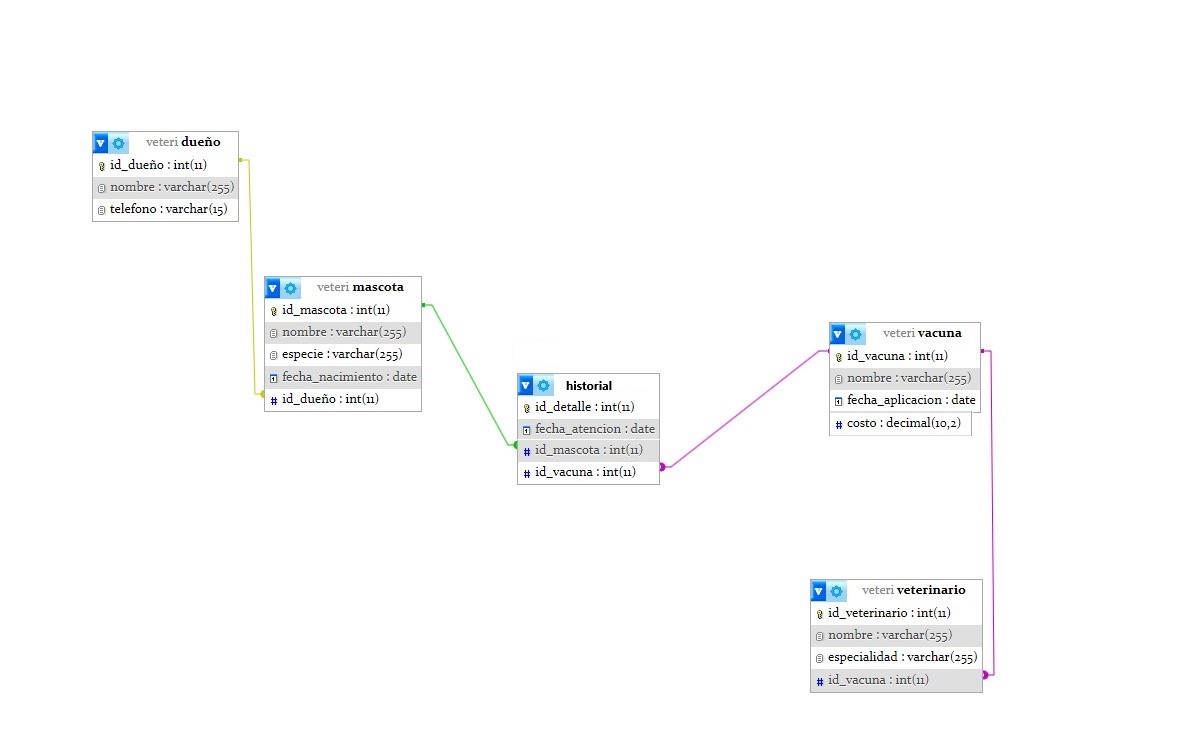 veteri dueño
id_dueño : int(11)
nombre : varchar(255)
telefono : varchar(15)
veteri mascota
id_mascota : int(11)
nombre : varchar(255)
especie : varchar(255)
fecha_nacimiento : date
id_dueño : int(11)
historial
id_detalle : int(11)
fecha_atencion : date
id_mascota : int(11)
id_vacuna : int(11)
veteri vacuna
id_vacuna : int(11)
nombre : varchar(255)
fecha_aplicacion : date
costo : decimal(10,2)
veteri veterinario
id_veterinario : int(11)
nombre : varchar(255)
especialidad : varchar(255)
id_vacuna : int(11)